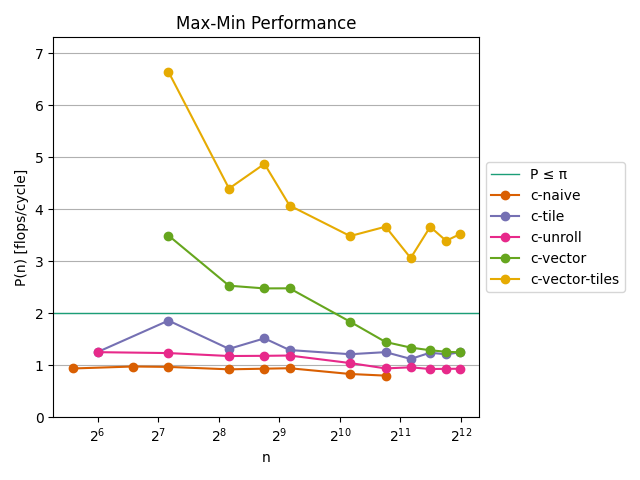 Max-Min Performance
P(n) [flops/cycle]
7
6
5
4
3
2
1
0
2^6 2^7 2^8 2^9 2^10 2^11 2^12
n
P ≤ π
c-naive
c-tile
c-unroll
c-vector
c-vector-tiles